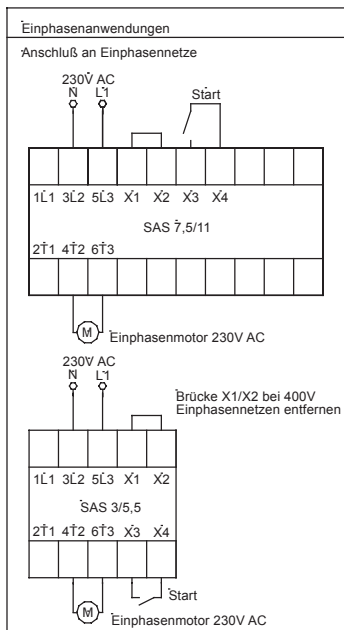 Einphasenanwendungen
Anschluß an Einphasennetze
230V AC
N L1
Start
1L1 3L2 5L3 X1 X2 X3 X4
SAS 7,5/11
2T1 4T2 6T3
M
Einphasenmotor 230V AC
230V AC
N L1
Brücke X1/X2 bei 400V
Einphasennetzen entfernen
1L1 3L2 5L3 X1 X2
SAS 3/5,5
2T1 4T2 6T3 X3 X4
Start
M
Einphasenmotor 230V AC